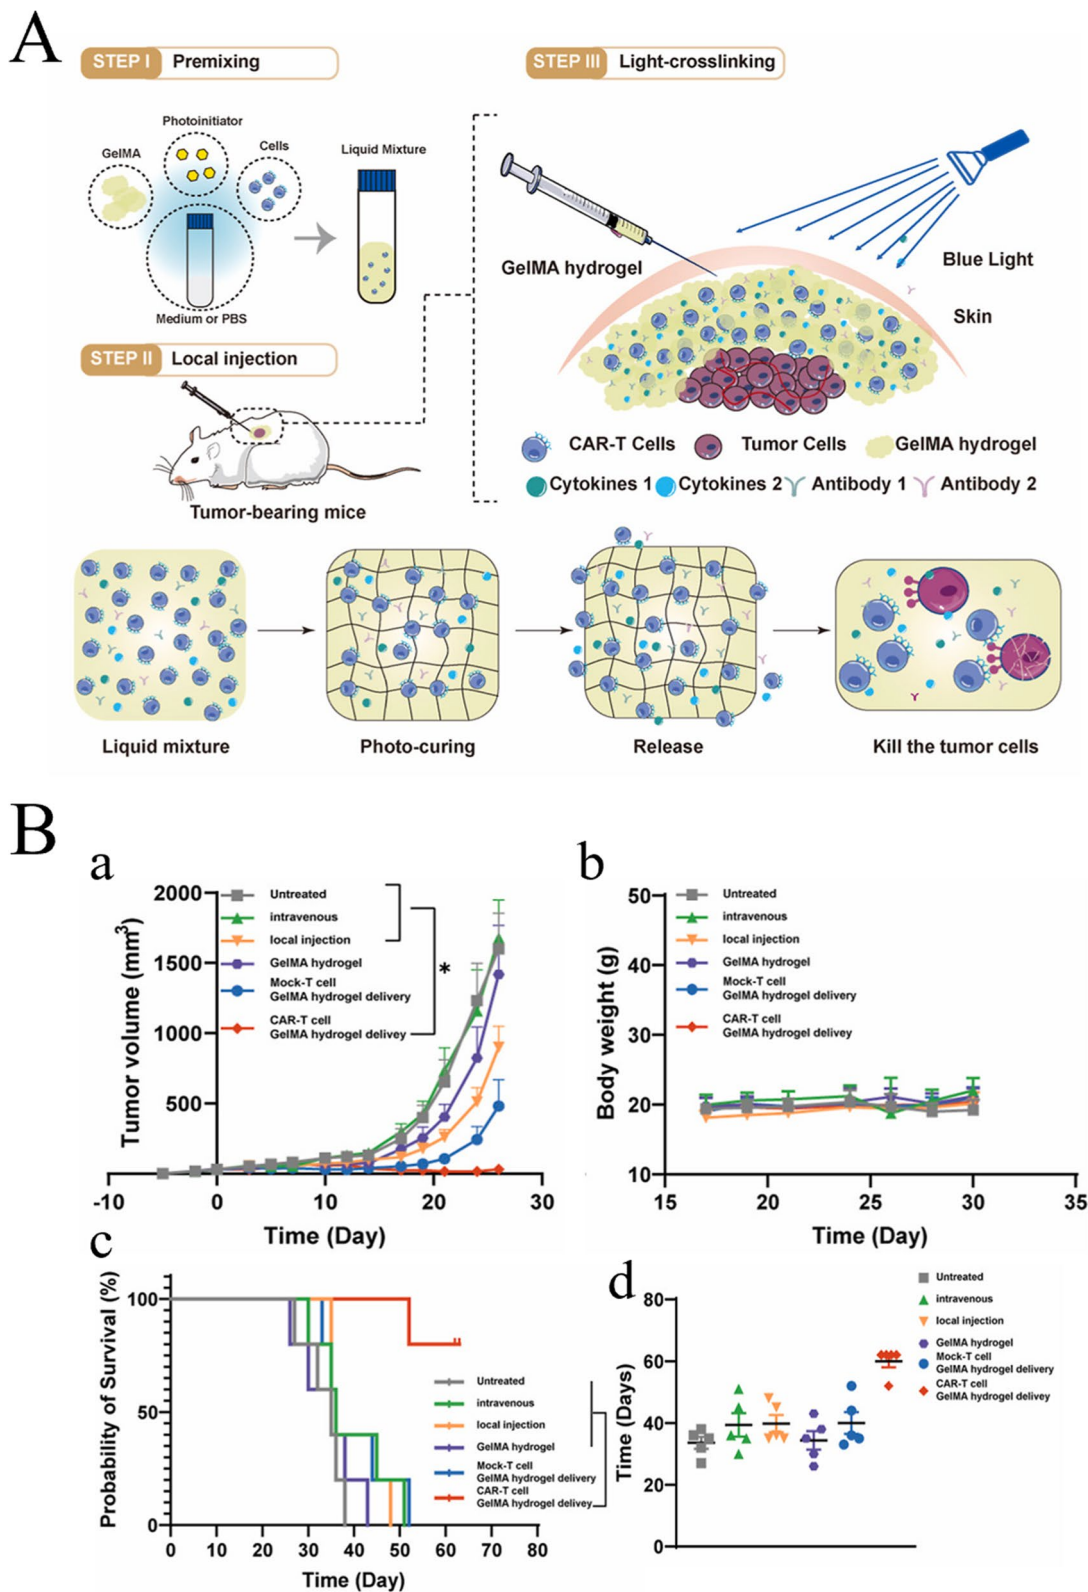 A
STEP I Premixing
STEP III Light-crosslinking
Photoinitiator
GelMA
Cells
Liquid Mixture
Medium or PBS
GelMA hydrogel
Blue Light
Skin
STEP II Local injection
Tumor-bearing mice
CAR-T Cells Tumor Cells GelMA hydrogel
Cytokines 1 Cytokines 2 Antibody 1 Antibody 2
Liquid mixture Photo-curing Release Kill the tumor cells
B
a
Tumor volume (mm3)
2000
1500
1000
500
-10 0 10 20 30
Time (Day)
Untreated
intravenous
local injection
GelMA hydrogel
Mock-T cell
GelMA hydrogel delivery
CAR-T cell
GelMA hydrogel delivey
*
b
Body weight (g)
50
40
30
20
10
15 20 25 30 35
Time (Day)
Untreated
intravenous
local injection
GelMA hydrogel
Mock-T cell
GelMA hydrogel delivery
CAR-T cell
GelMA hydrogel delivey
c
Probability of Survival (%)
100
50
0
0 10 20 30 40 50 60 70 80
Time (Day)
Untreated
intravenous
local injection
GelMA hydrogel
Mock-T cell
GelMA hydrogel delivery
CAR-T cell
GelMA hydrogel delivey
d
Time (Days)
80
60
40
20
0
Untreated
intravenous
local injection
GelMA hydrogel
Mock-T cell
GelMA hydrogel delivery
CAR-T cell
GelMA hydrogel delivey